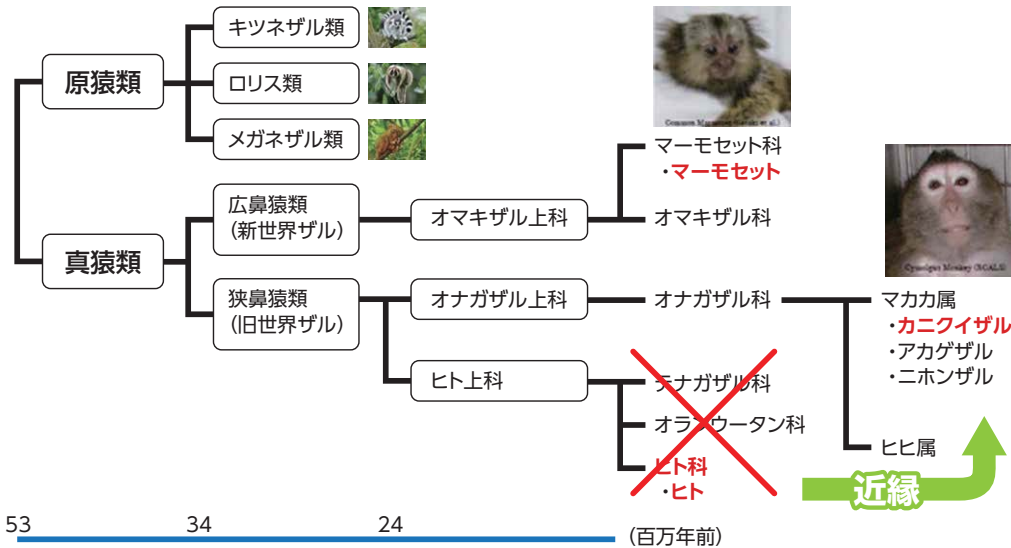 原猿類
キツネザル類
ロリス類
メガネザル類
真猿類
広鼻猿類
(新世界ザル)
狭鼻猿類
(旧世界ザル)
オマキザル上科
オナガザル上科
ヒト上科
Common Marmoset
マーモセット科
・マーモセット
オマキザル科
オナガザル科
テナガザル科
オランウータン科
ヒト科
・ヒト
Cynomolgus Monkey (BCALS)
マカカ属
・カニクイザル
・アカゲザル
・ニホンザル
ヒヒ属
近縁
53
34
24
(百万年前)